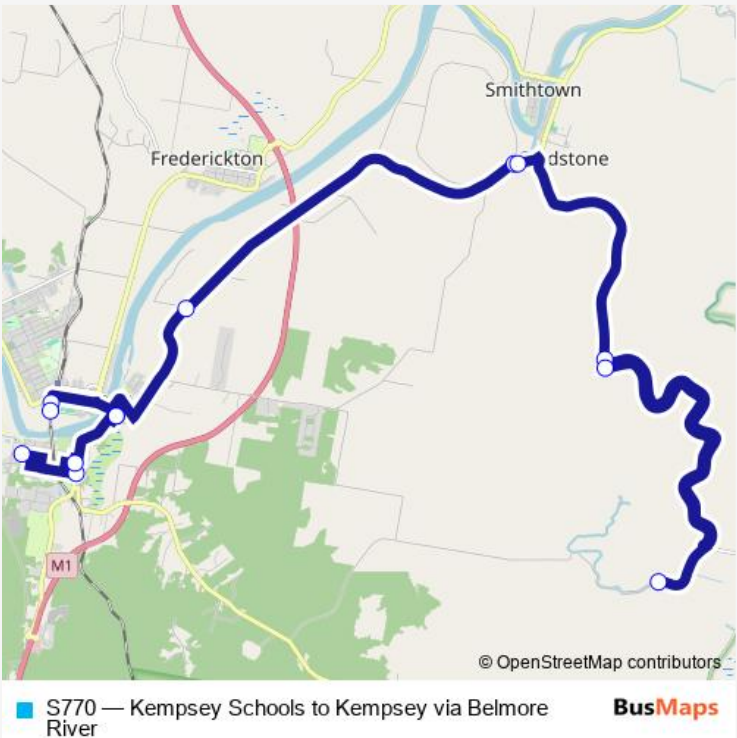 Smithtown
Frederickton
dstone
M1
© OpenStreetMap contributors
S770 — Kempsey Schools to Kempsey via Belmore
River
BusMaps